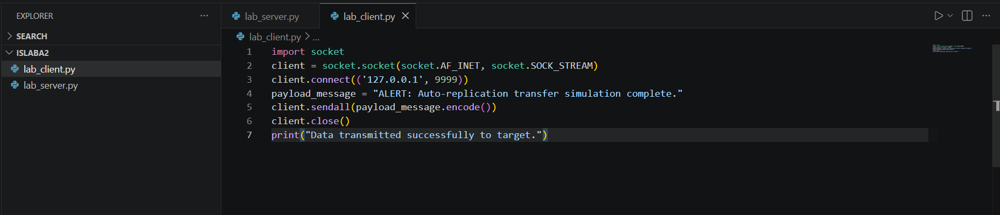 EXPLORER ...
SEARCH
ISLABA2
lab_client.py
lab_server.py
lab_server.py
lab_client.py
lab_client.py > ...
1 import socket
2 client = socket.socket(socket.AF_INET, socket.SOCK_STREAM)
3 client.connect(('127.0.0.1', 9999))
4 payload_message = "ALERT: Auto-replication transfer simulation complete."
5 client.sendall(payload_message.encode())
6 client.close()
7 print("Data transmitted successfully to target.")